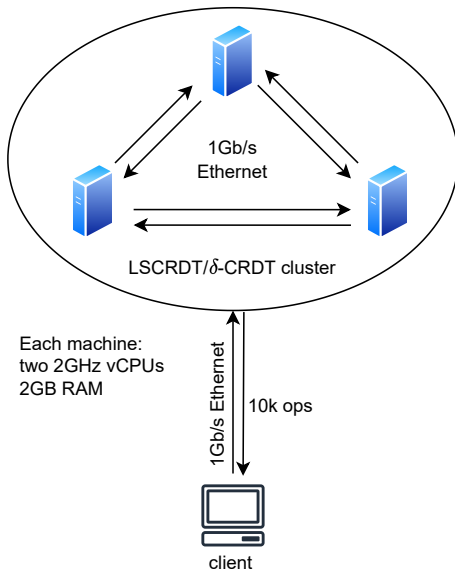 1Gb/s
Ethernet
LSCRDT/δ-CRDT cluster
Each machine:
two 2GHz vCPUs
2GB RAM
1Gb/s Ethernet
10k ops
client